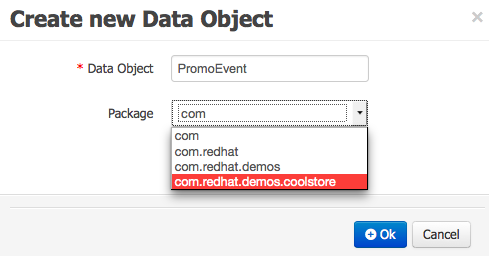 Create new Data Object
×
* Data Object PromoEvent
Package com
com
com.redhat
com.redhat.demos
com.redhat.demos.coolstore
Ok Cancel